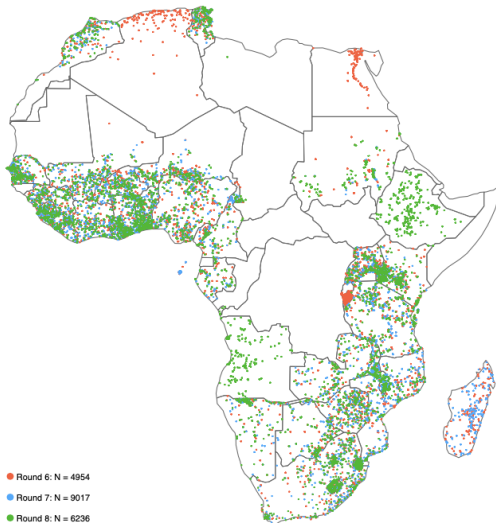 Round 6: N = 4954
Round 7: N = 9017
Round 8: N = 6236